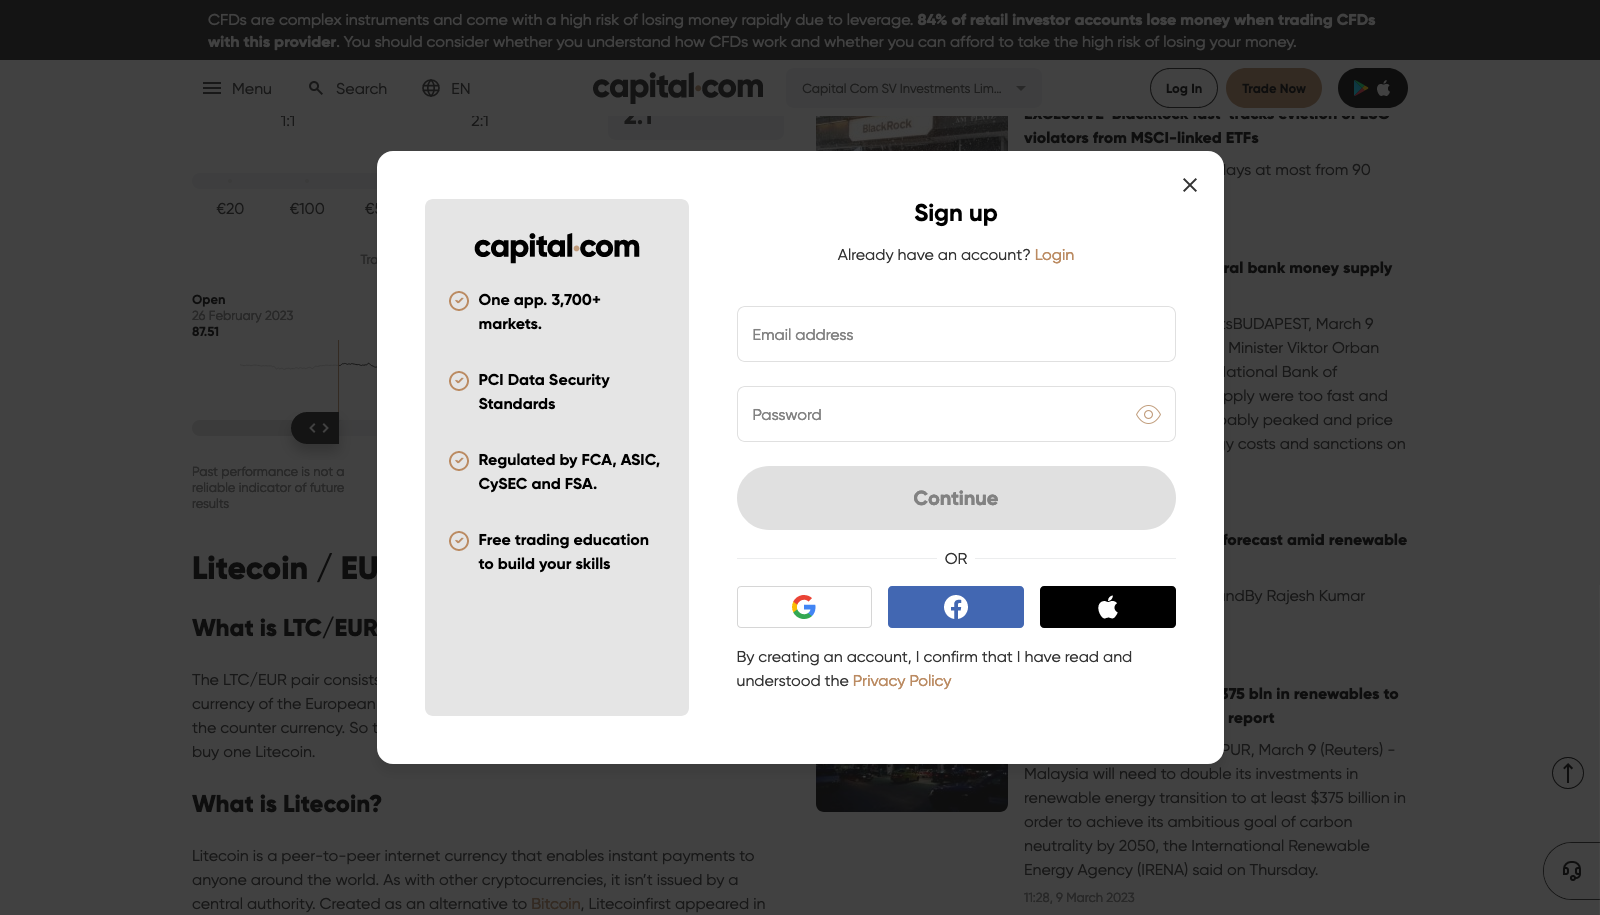 CFDs are complex instruments and come with a high risk of losing money rapidly due to leverage. 84% of retail investor accounts lose money when trading CFDs
with this provider. You should consider whether you understand how CFDs work and whether you can afford to take the high risk of losing your money.
Menu
Search
EN
capital.com
Capital Com SV Investments Lim...
Log In
Trade Now
1:1
2:1
2:1
€20
€100
Open
26 February 2023
87.51
Past performance is not a
reliable indicator of future
results
Litecoin / EU
What is LTC/EUR
The LTC/EUR pair consists
currency of the European
the counter currency. So t
buy one Litecoin.
What is Litecoin?
Litecoin is a peer-to-peer internet currency that enables instant payments to
anyone around the world. As with other cryptocurrencies, it isn't issued by a
central authority. Created as an alternative to Bitcoin, Litecoinfirst appeared in
capital.com
One app. 3,700+
markets.
PCI Data Security
Standards
Regulated by FCA, ASIC,
CySEC and FSA.
Free trading education
to build your skills
Sign up
Already have an account? Login
Email address
Password
Continue
OR
By creating an account, I confirm that I have read and
understood the Privacy Policy
BlackRock
EXCLUSIVE-BlackRock fast-tracks eviction of ESG
violators from MSCI-linked ETFs
ays at most from 90
ral bank money supply
sBUDAPEST, March 9
Minister Viktor Orban
lational Bank of
pply were too fast and
bably peaked and price
y costs and sanctions on
forecast amid renewable
ndBy Rajesh Kumar
375 bln in renewables to
report
PUR, March 9 (Reuters) -
Malaysia will need to double its investments in
renewable energy transition to at least $375 billion in
order to achieve its ambitious goal of carbon
neutrality by 2050, the International Renewable
Energy Agency (IRENA) said on Thursday.
11:28, 9 March 2023